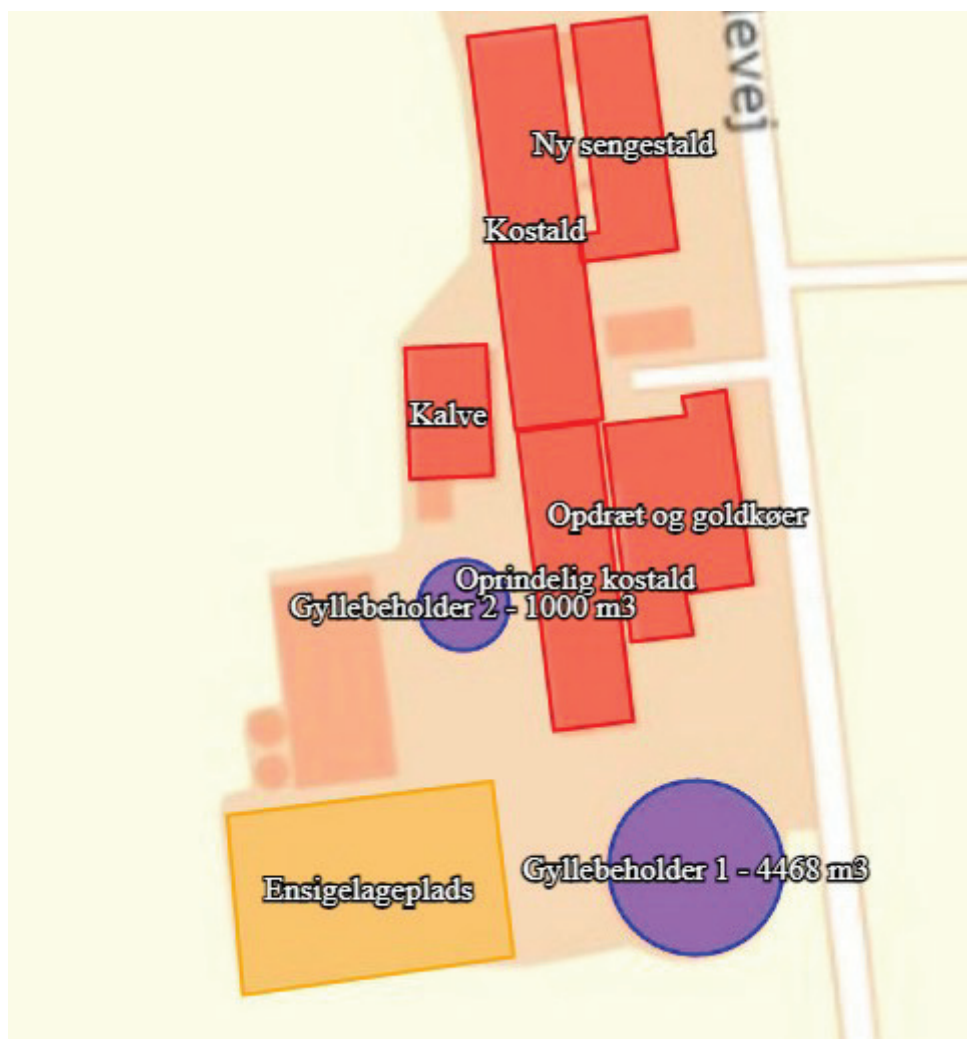 Ny sengestald
Kostald
Kalve
Opdræt og goldkøer
Oprindelig kostald
Gyllebeholder 2 - 1000 m3
Gyllebeholder 1 - 4468 m3
Ensigelageplads